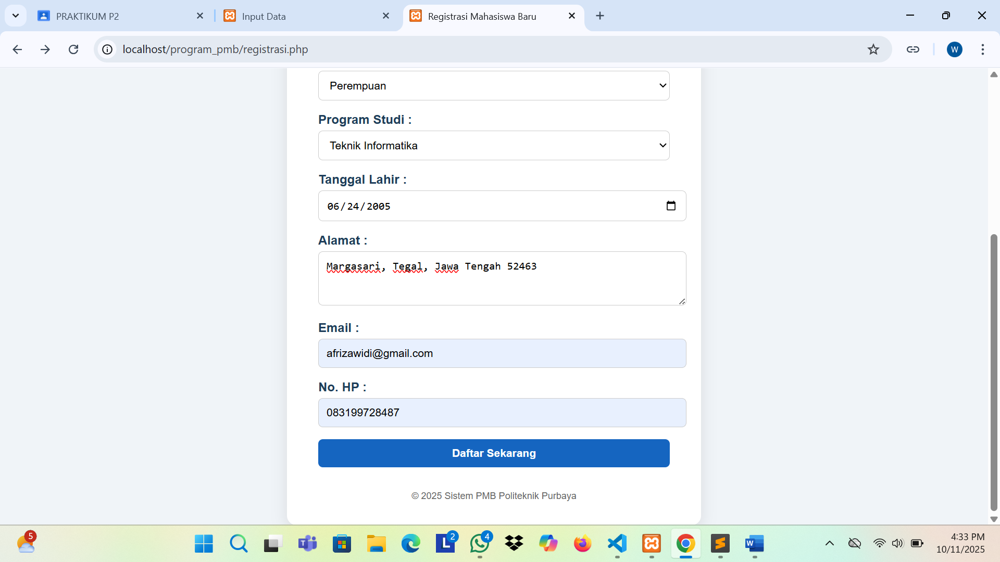 PRAKTIKUM P2
Input Data
Registrasi Mahasiswa Baru
localhost/program_pmb/registrasi.php
W
Perempuan
Program Studi :
Teknik Informatika
Tanggal Lahir :
06/24/2005
Alamat :
Margasari, Tegal, Jawa Tengah 52463
Email :
afrizawidi@gmail.com
No. HP :
083199728487
Daftar Sekarang
© 2025 Sistem PMB Politeknik Purbaya
5
T
L
2
4
W
4:33 PM
10/11/2025